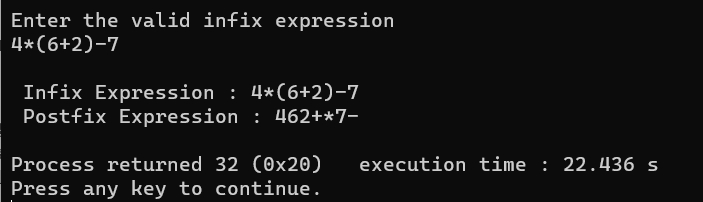 Enter the valid infix expression
4*(6+2)-7
Infix Expression : 4*(6+2)-7
Postfix Expression : 462+*7-
Process returned 32 (0x20)   execution time : 22.436 s
Press any key to continue.